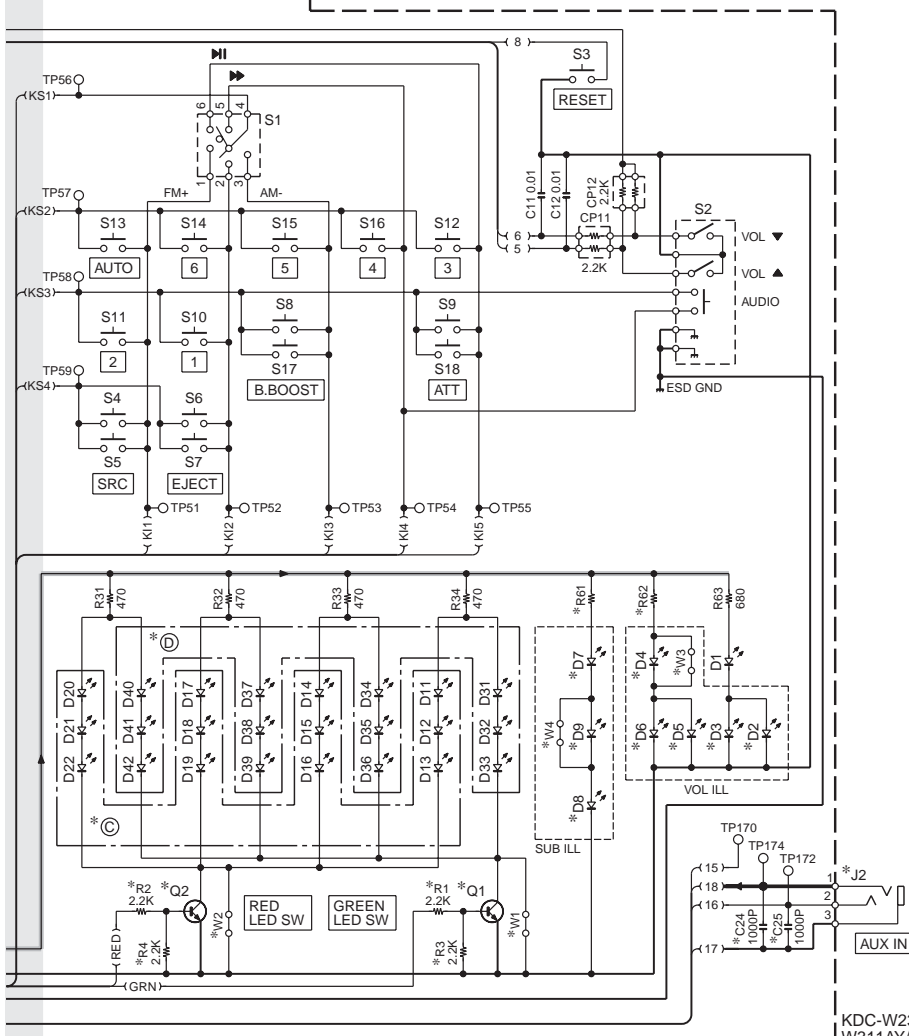 8
S3
RESET
TP56
KS1
6
5
4
S1
1
2
3
FM+
AM-
TP57
KS2
S13
AUTO
S14
6
S15
5
S16
4
S12
3
TP58
KS3
S11
2
S10
1
S8
S17
B.BOOST
S9
S18
ATT
TP59
KS4
S4
S5
SRC
S6
S7
EJECT
C11 0.01
C12 0.01
CP12
2.2K
CP11
2.2K
6
5
S2
VOL ▼
VOL ▲
AUDIO
ESD GND
TP51
TP52
TP53
TP54
TP55
KI1
KI2
KI3
KI4
KI5
R31
470
R32
470
R33
470
R34
470
*R61
*R62
R63
680
*Ⓓ
D20
D40
D17
D37
D14
D34
D11
D31
D21
D41
D18
D38
D15
D35
D12
D32
D22
D42
D19
D39
D16
D36
D13
D33
*Ⓒ
*D7
*W4
*D9
*D8
SUB ILL
*D4
*W3
D1
*D6
*D5
*D3
*D2
VOL ILL
*R2
2.2K
*Q2
*R4
2.2K
*W2
RED
LED SW
GREEN
LED SW
*R1
2.2K
*Q1
*R3
2.2K
*W1
RED
GRN
TP170
TP174
TP172
15
18
16
17
*C24
1000P
*C25
1000P
1
2
3
*J2
AUX IN
KDC-W22